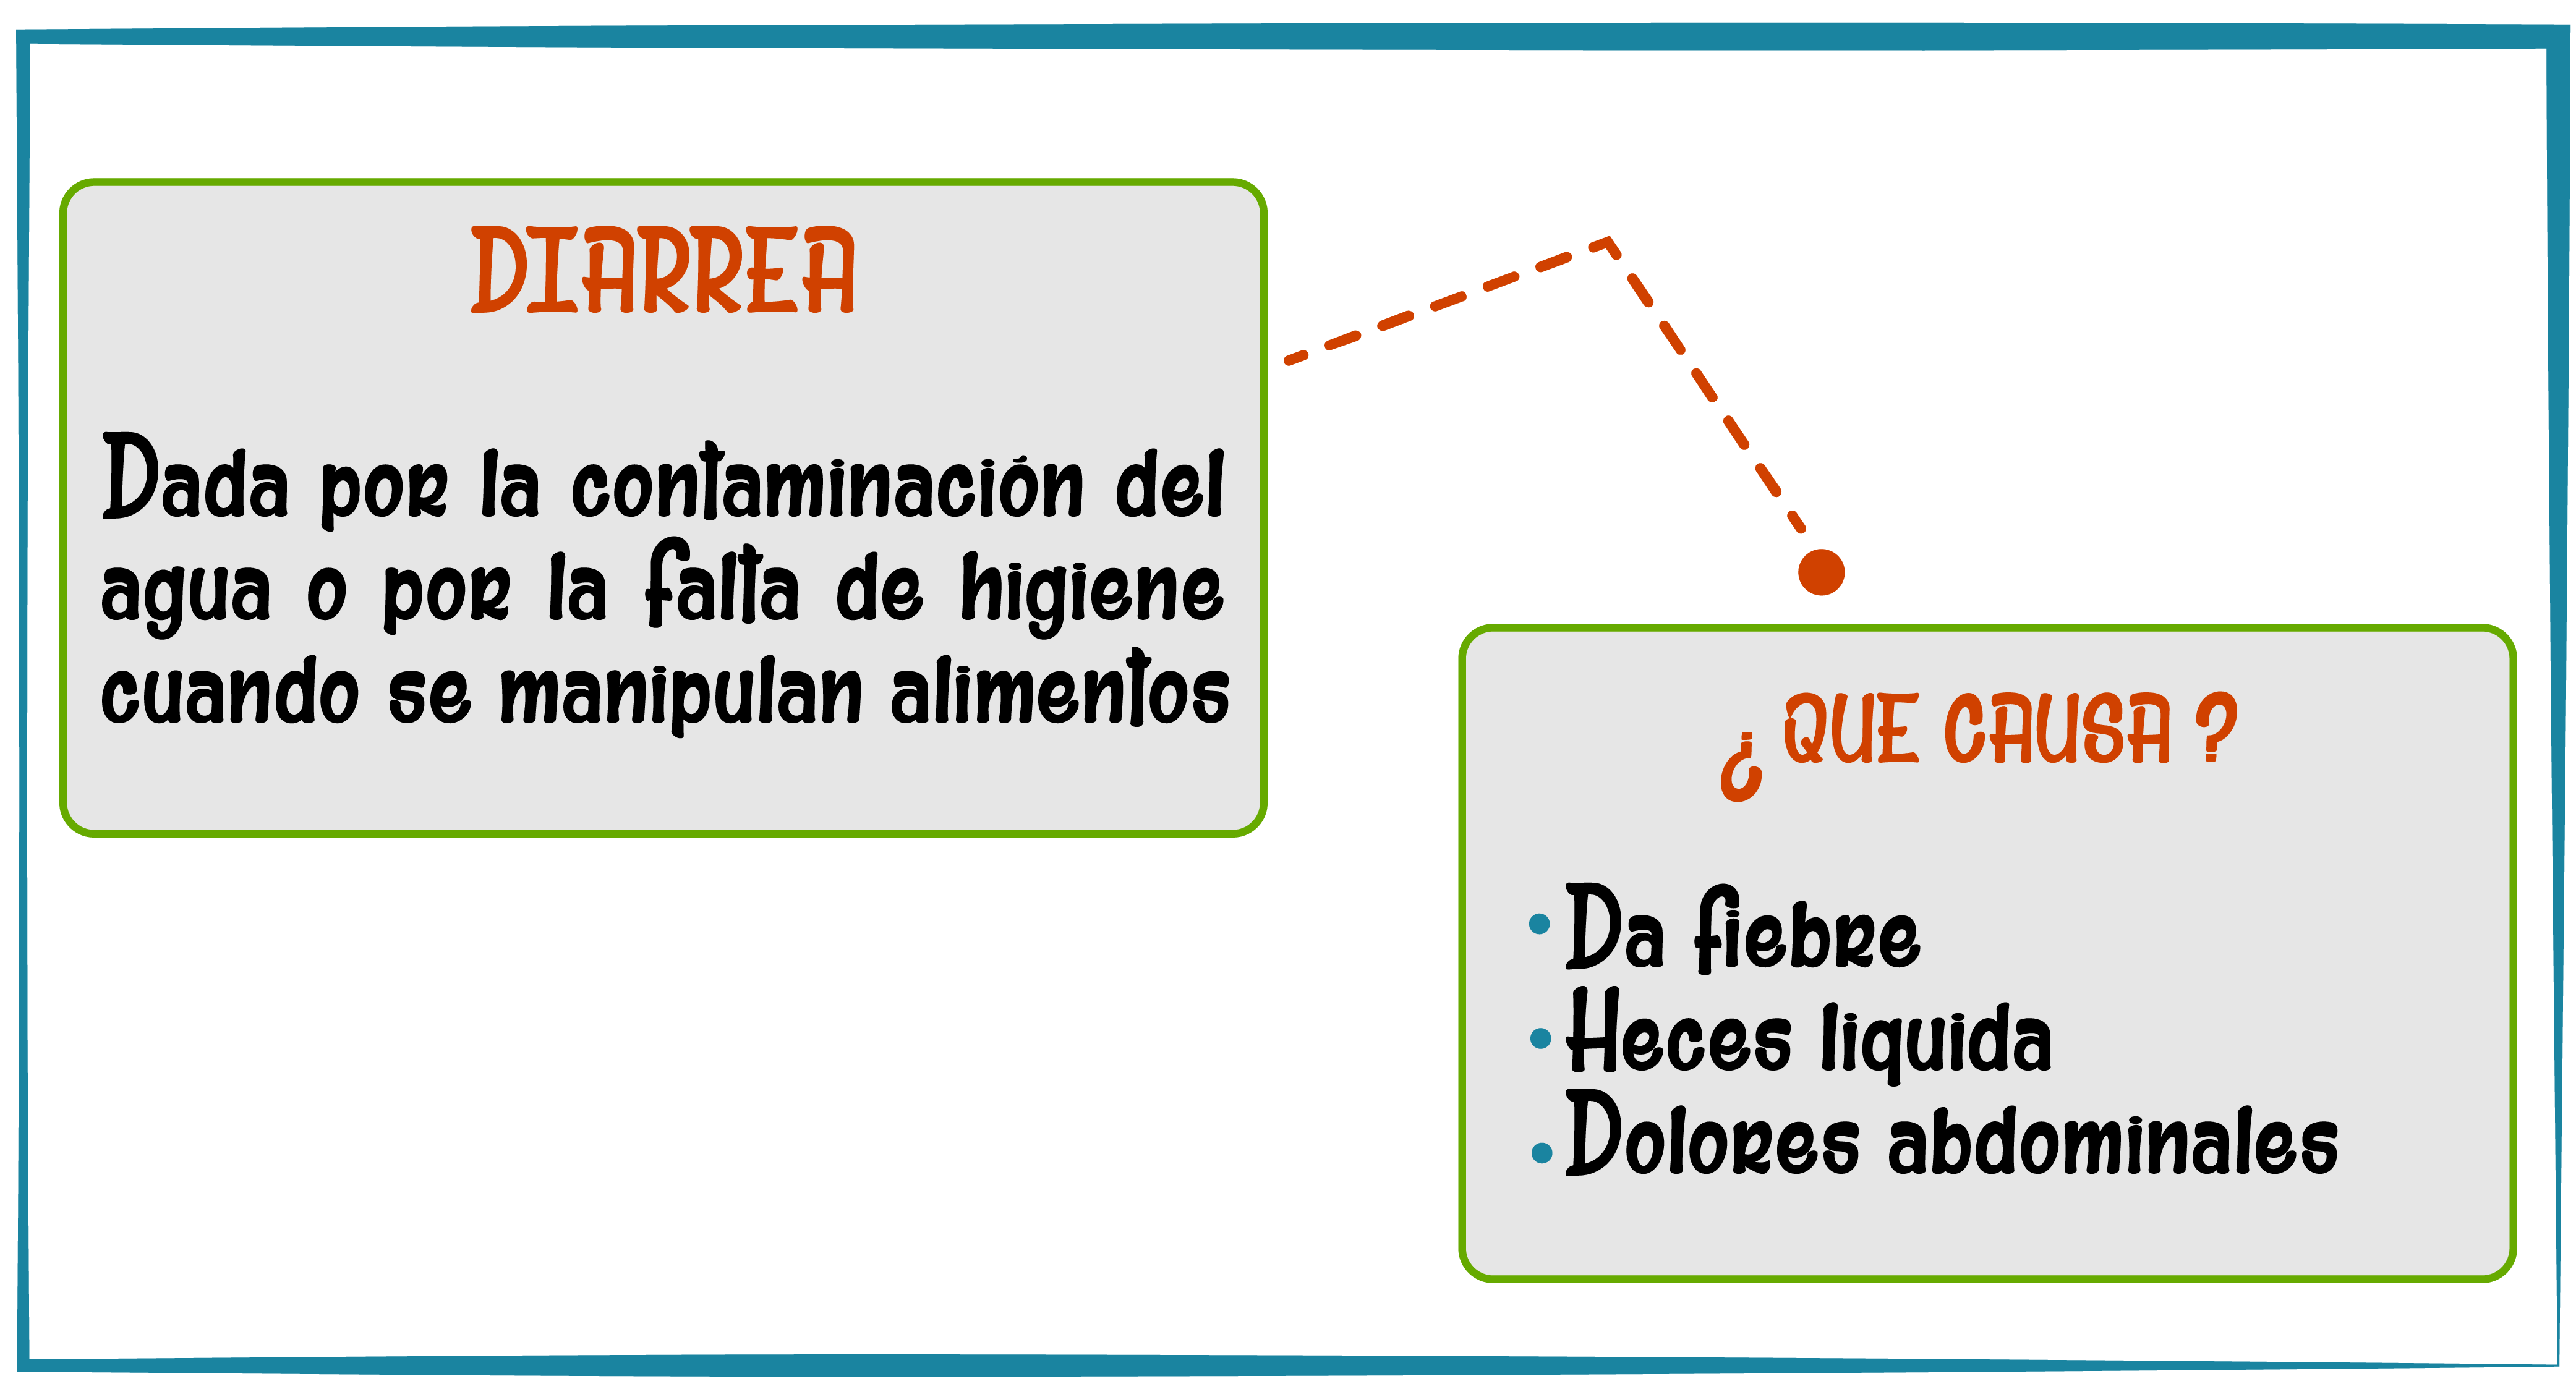 DIARREA
Dada por la contaminación del
agua o por la falta de higiene
cuando se manipulan alimentos
¿ QUE CAUSA ?
• Da fiebre
• Heces liquida
• Dolores abdominales